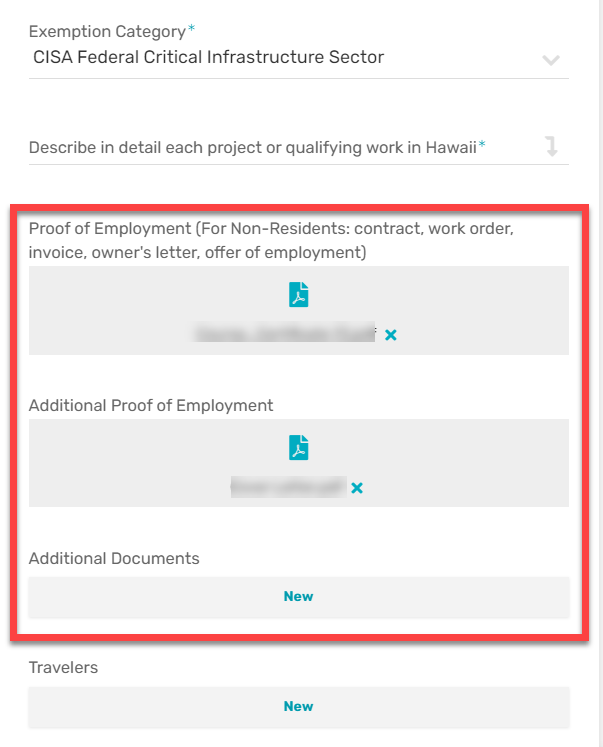 Exemption Category*
CISA Federal Critical Infrastructure Sector
Describe in detail each project or qualifying work in Hawaii*
Proof of Employment (For Non-Residents: contract, work order,
invoice, owner's letter, offer of employment)
Additional Proof of Employment
Additional Documents
New
Travelers
New